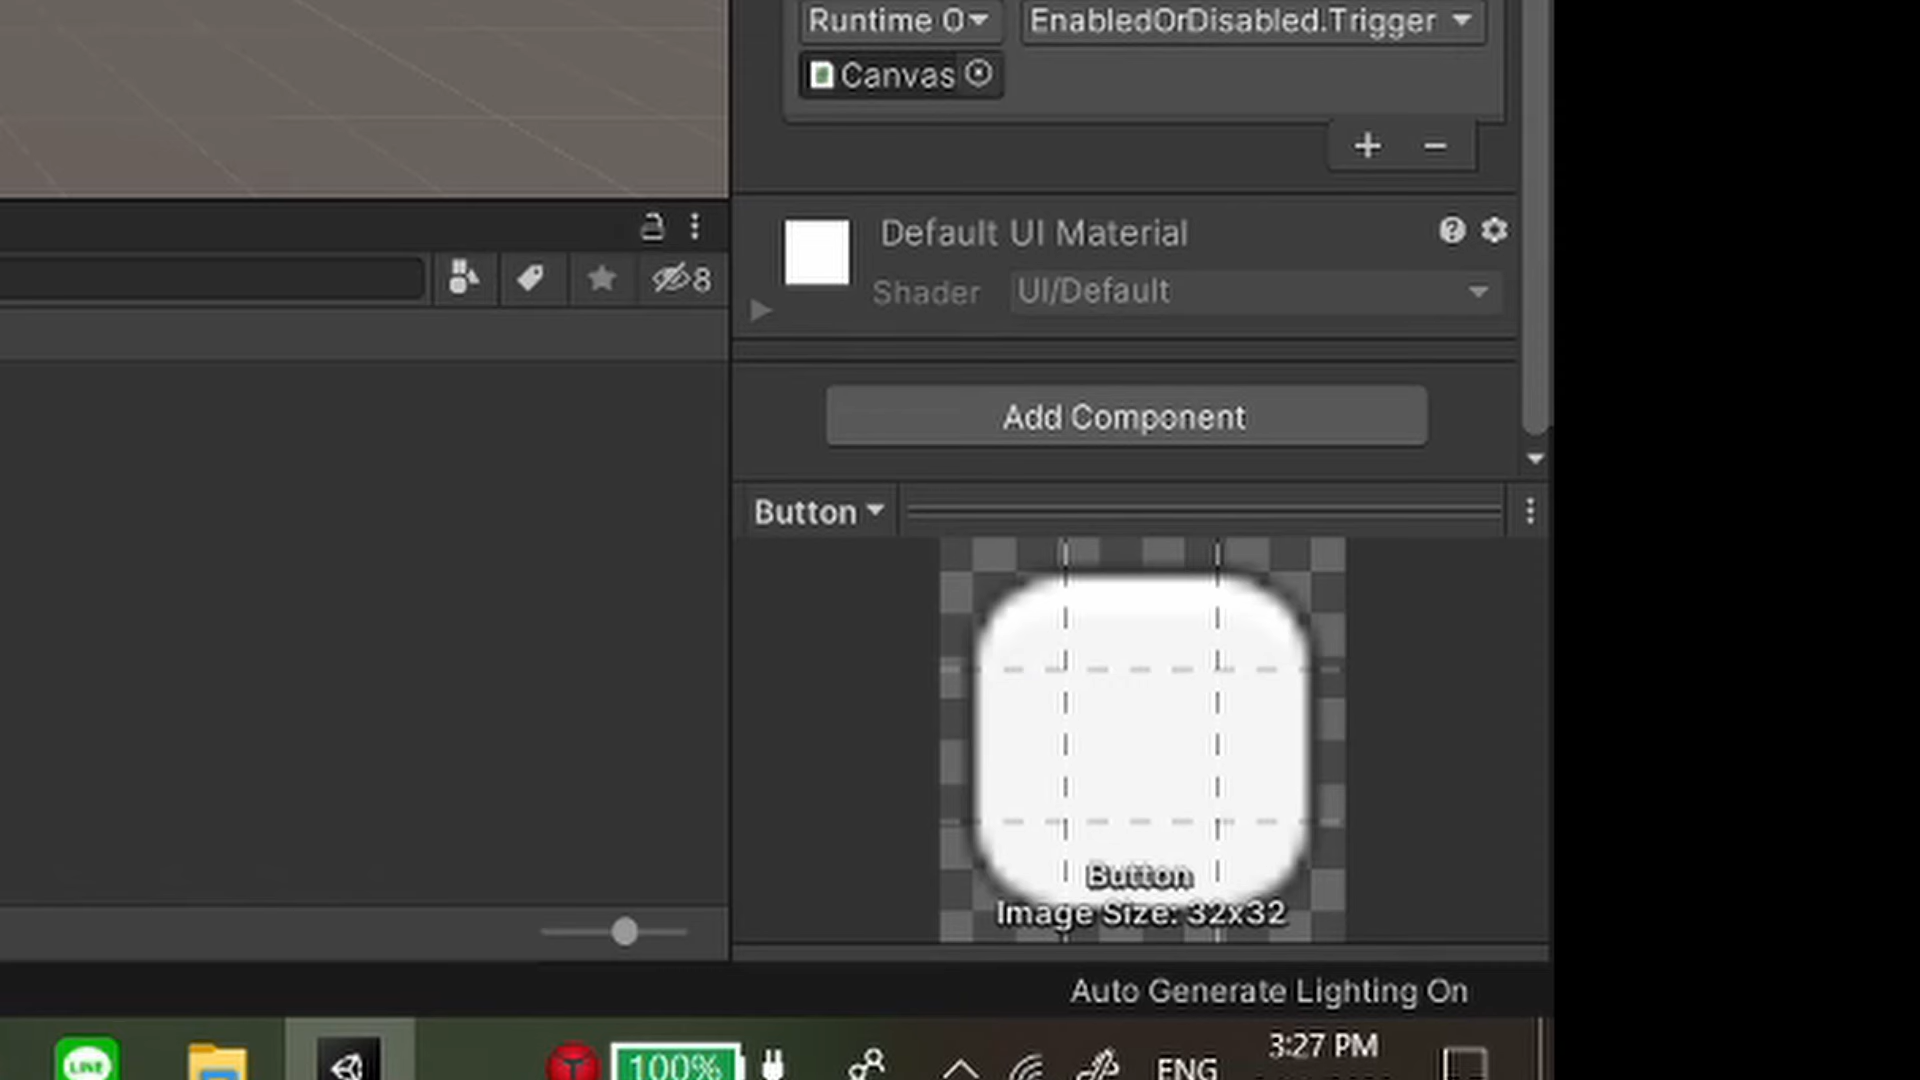 Runtime O
EnabledOrDisabled.Trigger
Canvas
Default UI Material
8
Shader
UI/Default
Add Component
Button
Button
Image Size: 32x32
Auto Generate Lighting On
LINE
100%
ENG
3:27 PM